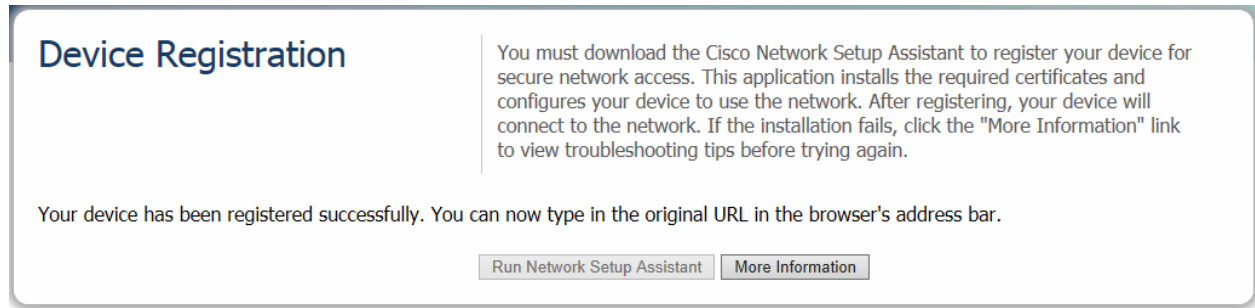 Device Registration
You must download the Cisco Network Setup Assistant to register your device for
secure network access. This application installs the required certificates and
configures your device to use the network. After registering, your device will
connect to the network. If the installation fails, click the "More Information" link
to view troubleshooting tips before trying again.
Your device has been registered successfully. You can now type in the original URL in the browser's address bar.
Run Network Setup Assistant
More Information